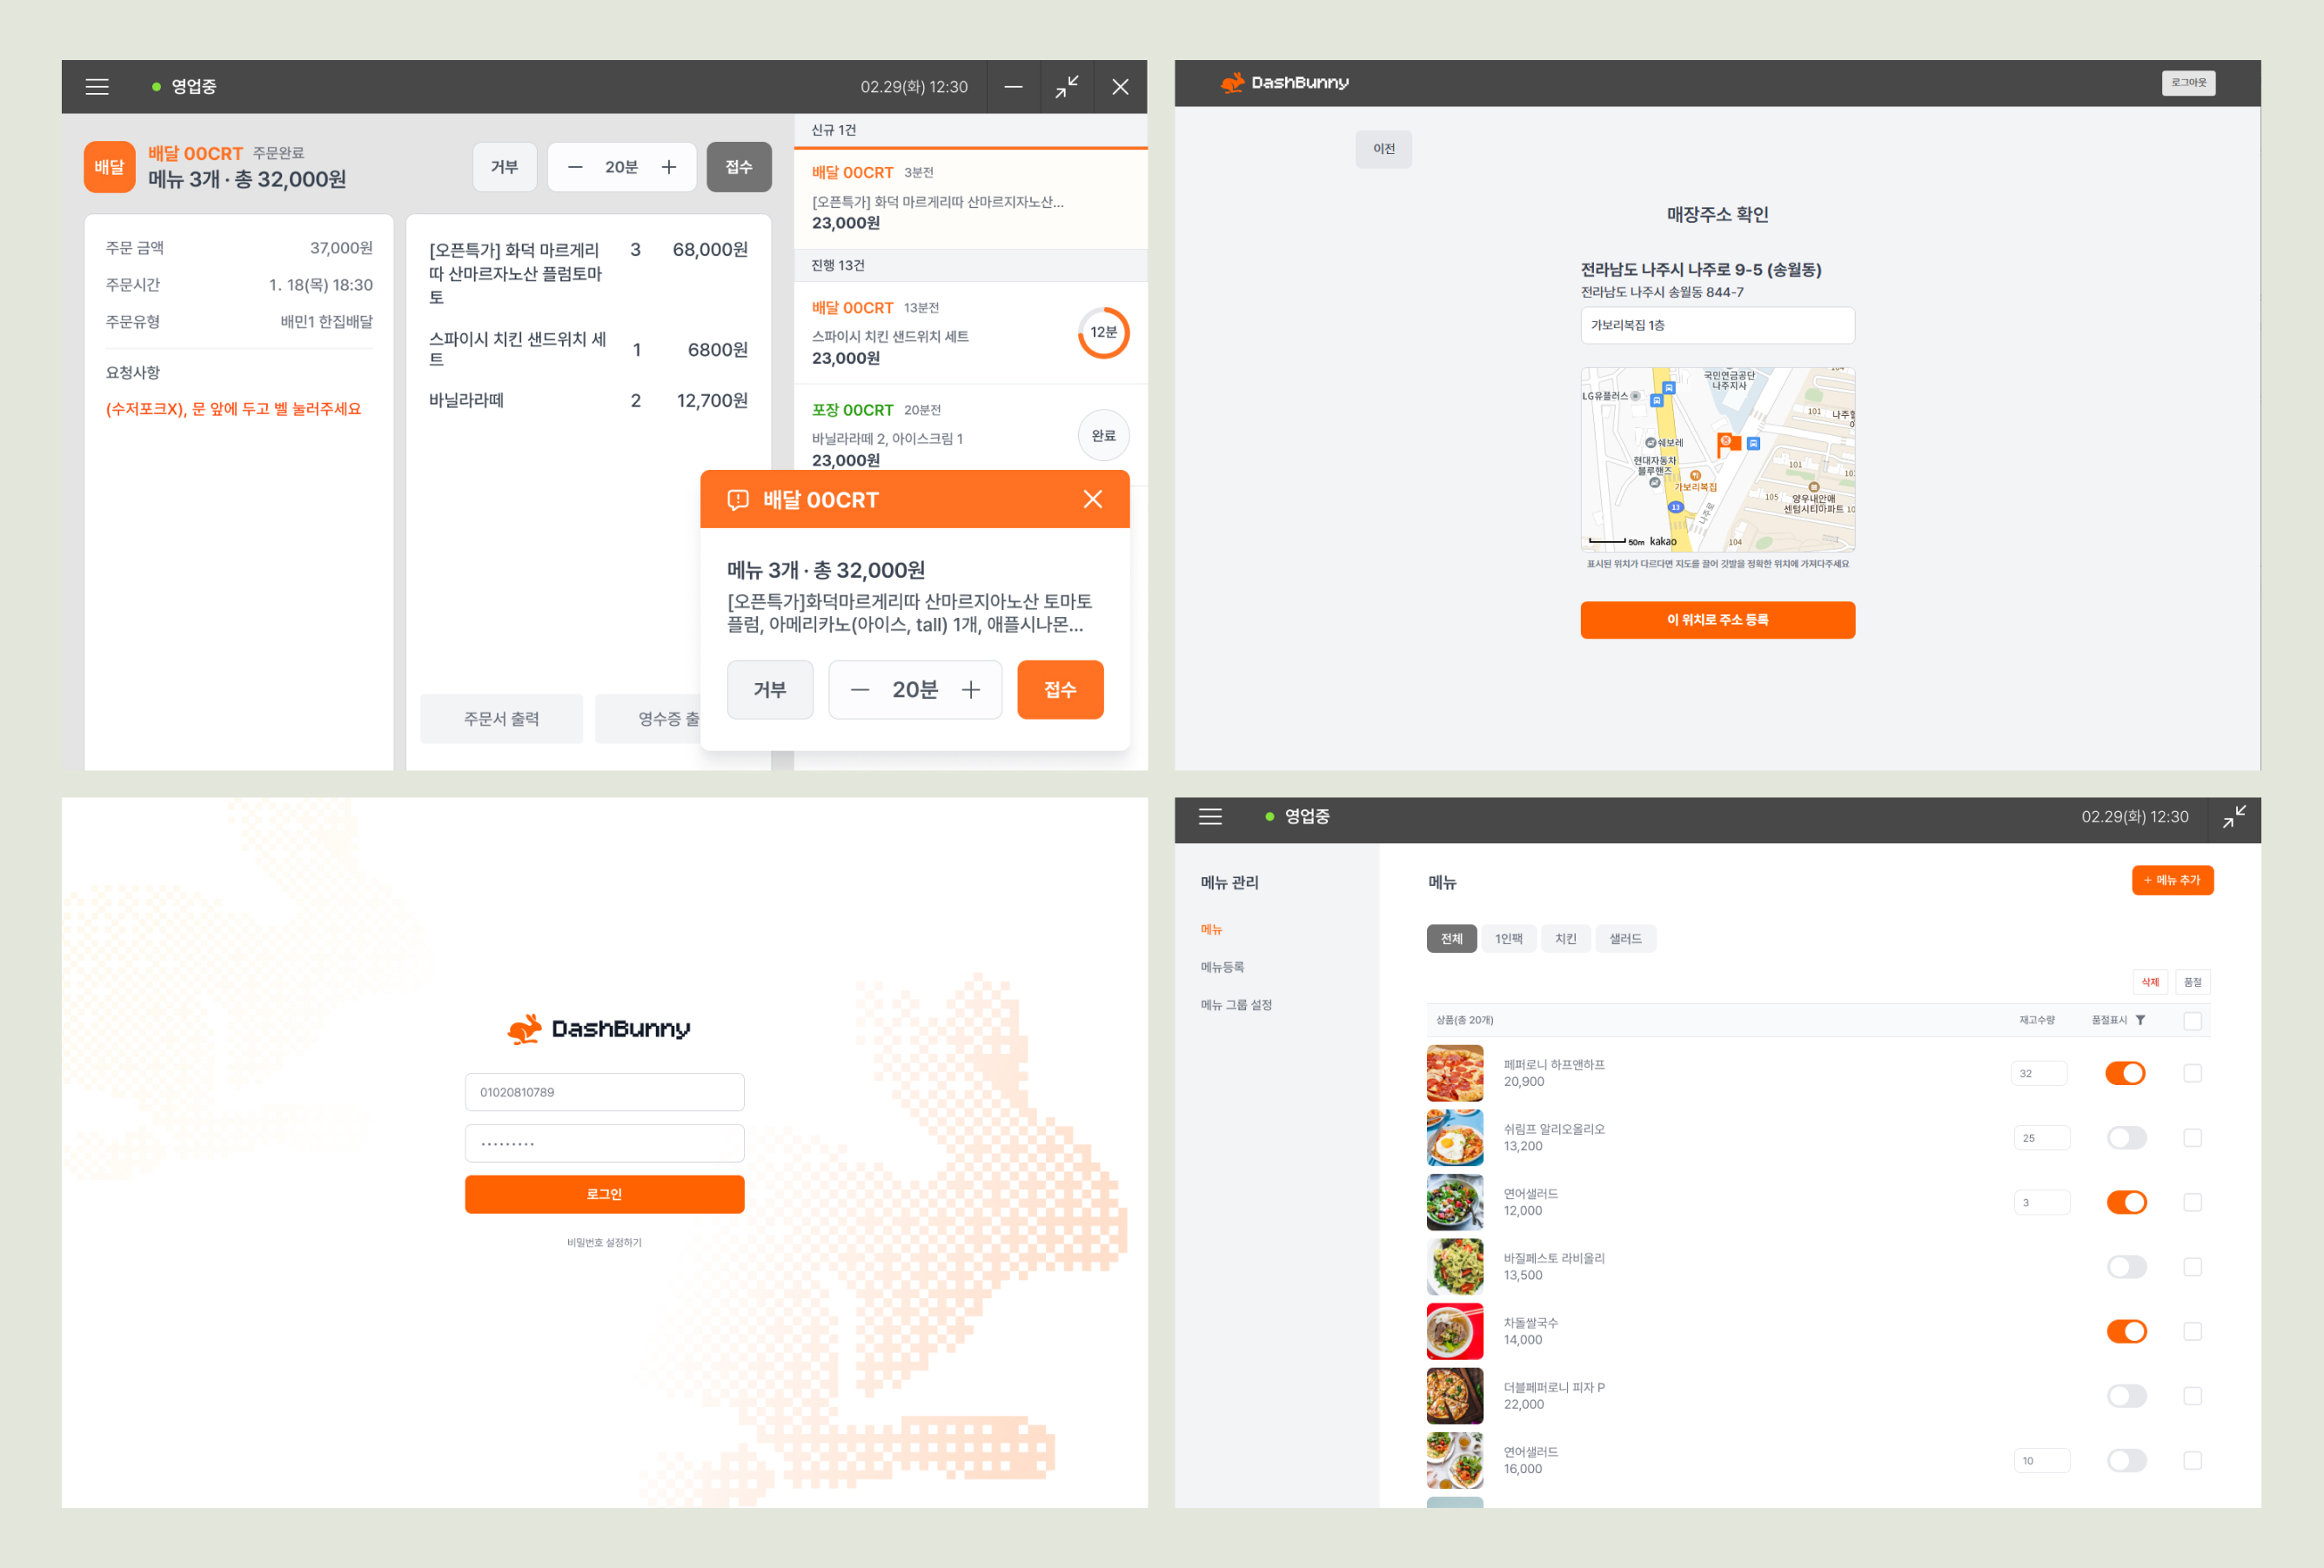 영업중
02.29(화) 12:30
배달
배달 00CRT 주문완료
메뉴 3개 · 총 32,000원
거부
20분
접수
주문 금액 37,000원
주문시간 1. 18(목) 18:30
주문유형 배민1 한집배달
요청사항
(수저포크X), 문 앞에 두고 벨 눌러주세요
[오픈특가] 화덕 마르게리 3 68,000원
따 산마르자노산 플럼토마
토
스파이시 치킨 샌드위치 세 1 6800원
트
바닐라라떼 2 12,700원
주문서 출력
영수증 출
신규 1건
배달 00CRT 3분전
[오픈특가] 화덕 마르게리따 산마르지자노산...
23,000원
진행 13건
배달 00CRT 13분전
스파이시 치킨 샌드위치 세트
23,000원
12분
포장 00CRT 20분전
바닐라라떼 2, 아이스크림 1
23,000원
완료
배달 00CRT
메뉴 3개 · 총 32,000원
[오픈특가]화덕마르게리따 산마르지아노산 토마토
플럼, 아메리카노(아이스, tall) 1개, 애플시나몬...
거부
20분
접수
DashBunny
로그아웃
이전
매장주소 확인
전라남도 나주시 나주로 9-5 (송월동)
전라남도 나주시 송월동 844-7
가보리복집 1층
국민연금공단
나주지사
LG유플러스
101
나주할
쉐보레
현대자동차
블루핸즈
가보리복집
101
10
105
양우내안애
센텀시티아파트
10
13
나주로
50m
kakao
104
표시된 위치가 다르다면 지도를 끌어 깃발을 정확한 위치에 가져다주세요
이 위치로 주소 등록
DashBunny
01020810789
로그인
비밀번호 설정하기
영업중
02.29(화) 12:30
메뉴 관리
메뉴
메뉴등록
메뉴 그룹 설정
메뉴
+ 메뉴 추가
전체
1인팩
치킨
샐러드
삭제
품절
상품(총 20개)
재고수량
품절표시
페퍼로니 하프앤하프
20,900
32
쉬림프 알리오올리오
13,200
25
연어샐러드
12,000
3
바질페스토 라비올리
13,500
차돌쌀국수
14,000
더블페퍼로니 피자 P
22,000
연어샐러드
16,000
10